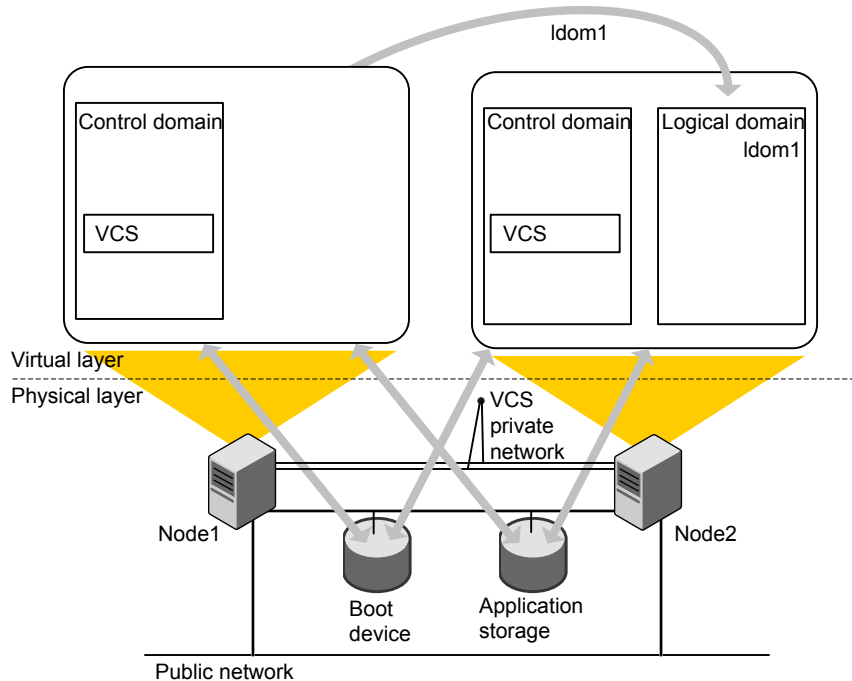 ldom1
Control domain
VCS
Control domain
VCS
Logical domain
ldom1
Virtual layer
Physical layer
VCS
private
network
Node1
Node2
Boot
device
Application
storage
Public network